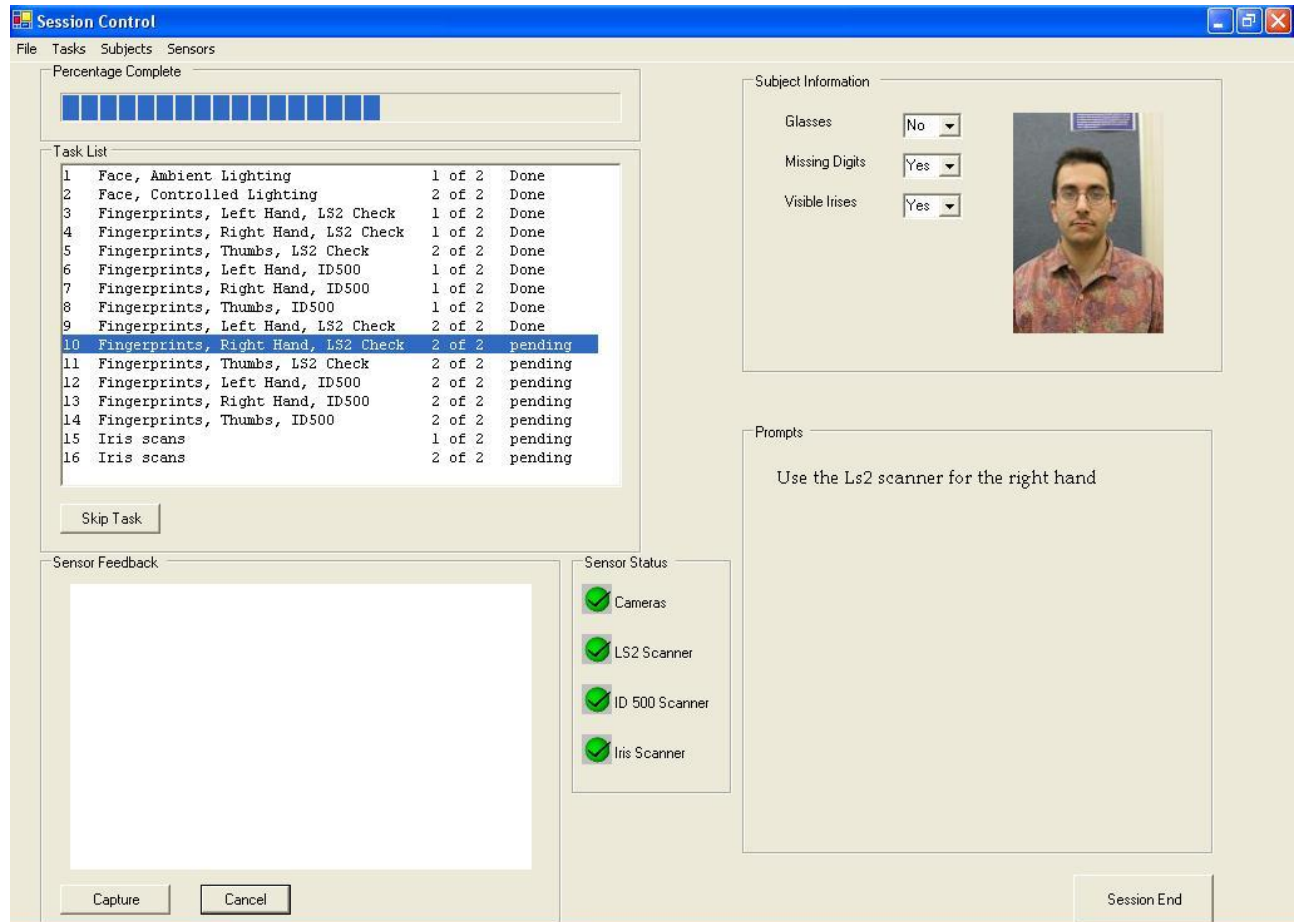 Session Control
File Tasks Subjects Sensors
Percentage Complete
Task List
1 Face, Ambient Lighting 1 of 2 Done
2 Face, Controlled Lighting 2 of 2 Done
3 Fingerprints, Left Hand, LS2 Check 1 of 2 Done
4 Fingerprints, Right Hand, LS2 Check 1 of 2 Done
5 Fingerprints, Thumbs, LS2 Check 2 of 2 Done
6 Fingerprints, Left Hand, ID500 1 of 2 Done
7 Fingerprints, Right Hand, ID500 1 of 2 Done
8 Fingerprints, Thumbs, ID500 1 of 2 Done
9 Fingerprints, Left Hand, LS2 Check 2 of 2 Done
10 Fingerprints, Right Hand, LS2 Check 2 of 2 pending
11 Fingerprints, Thumbs, LS2 Check 2 of 2 pending
12 Fingerprints, Left Hand, ID500 2 of 2 pending
13 Fingerprints, Right Hand, ID500 2 of 2 pending
14 Fingerprints, Thumbs, ID500 2 of 2 pending
15 Iris scans 1 of 2 pending
16 Iris scans 2 of 2 pending
Skip Task
Subject Information
Glasses No
Missing Digits Yes
Visible Irises Yes
Prompts
Use the Ls2 scanner for the right hand
Sensor Feedback
Sensor Status
Cameras
LS2 Scanner
ID 500 Scanner
Iris Scanner
Capture Cancel
Session End